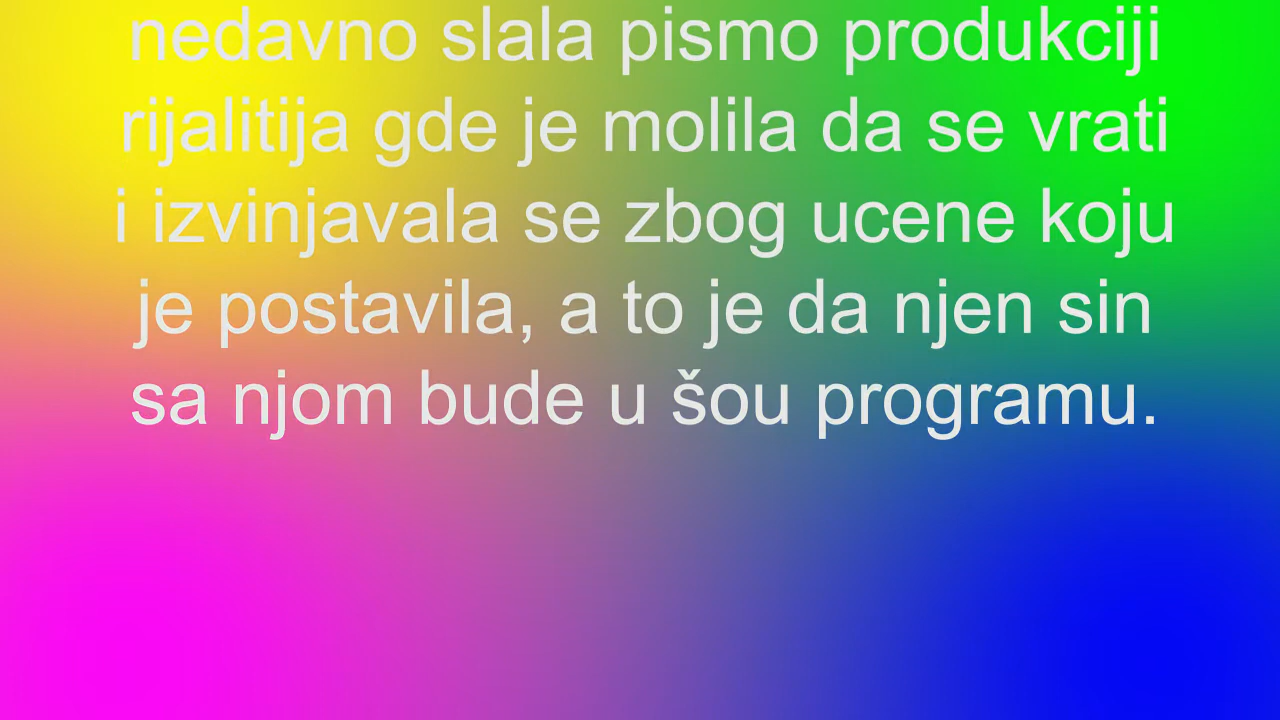 nedavno slala pismo produkciji
rijalitija gde je molila da se vrati
i izvinjavala se zbog ucene koju
je postavila, a to je da njen sin
sa njom bude u šou programu.